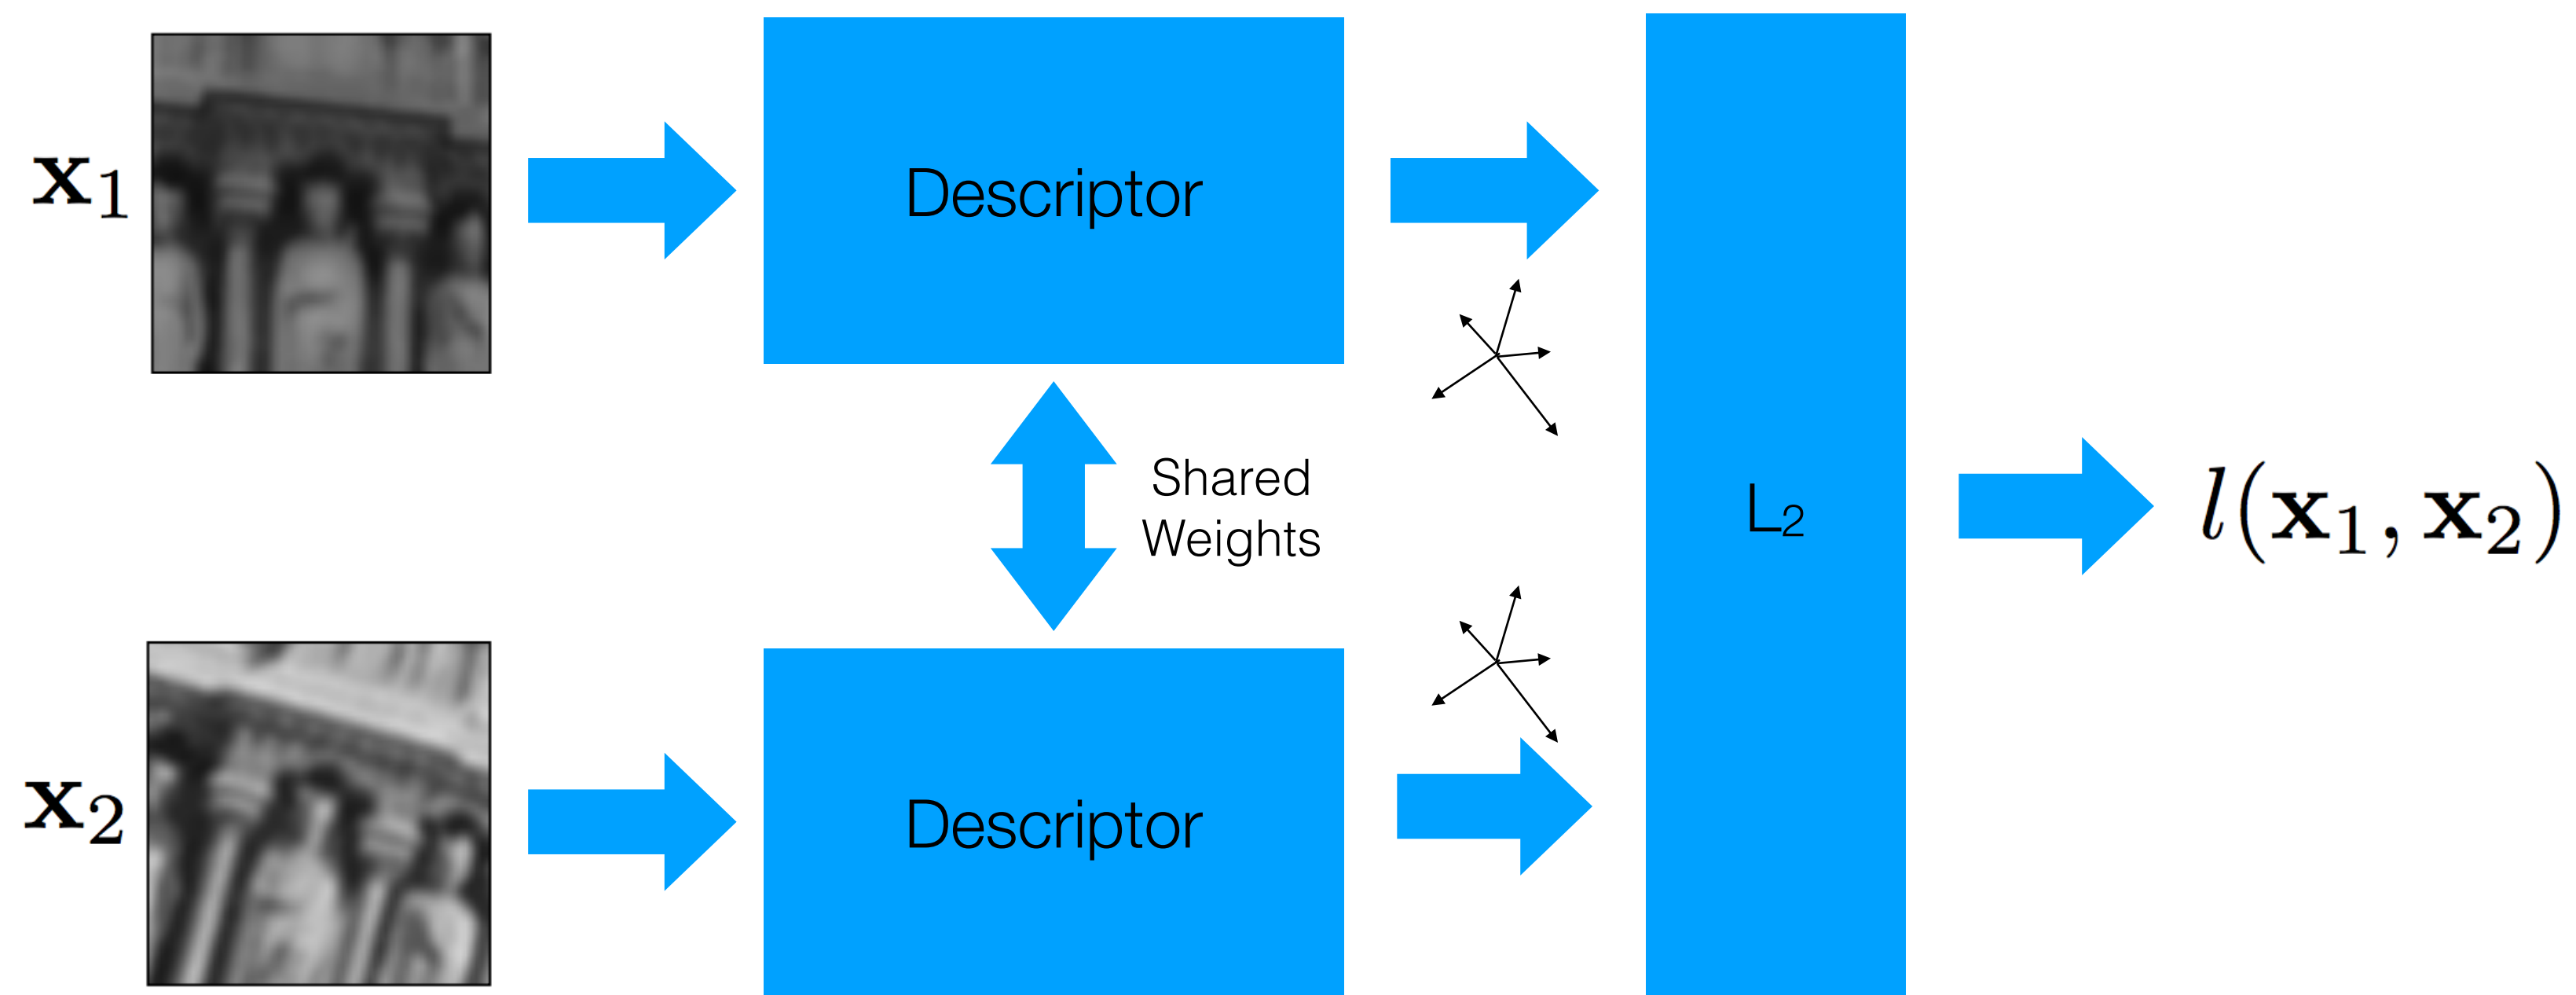 x₁
Descriptor
Shared
Weights
L₂
l(x₁, x₂)
x₂
Descriptor